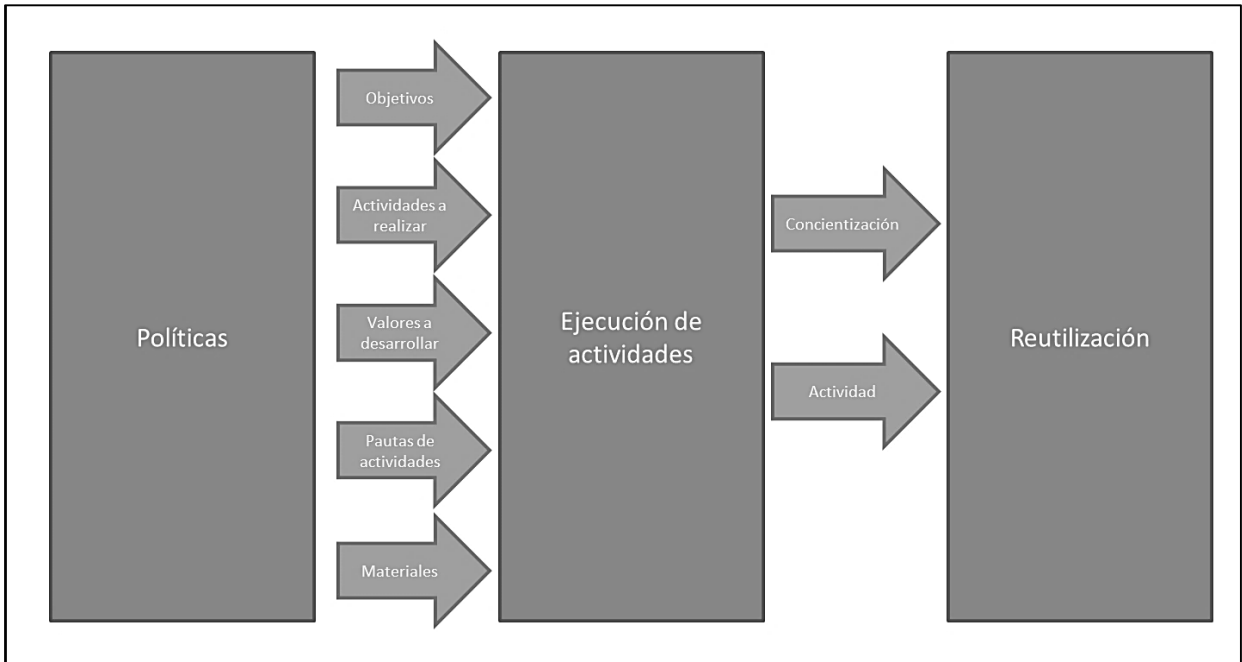 Políticas
Objetivos
Actividades a
realizar
Valores a
desarrollar
Pautas de
actividades
Materiales
Ejecución de
actividades
Concientización
Actividad
Reutilización